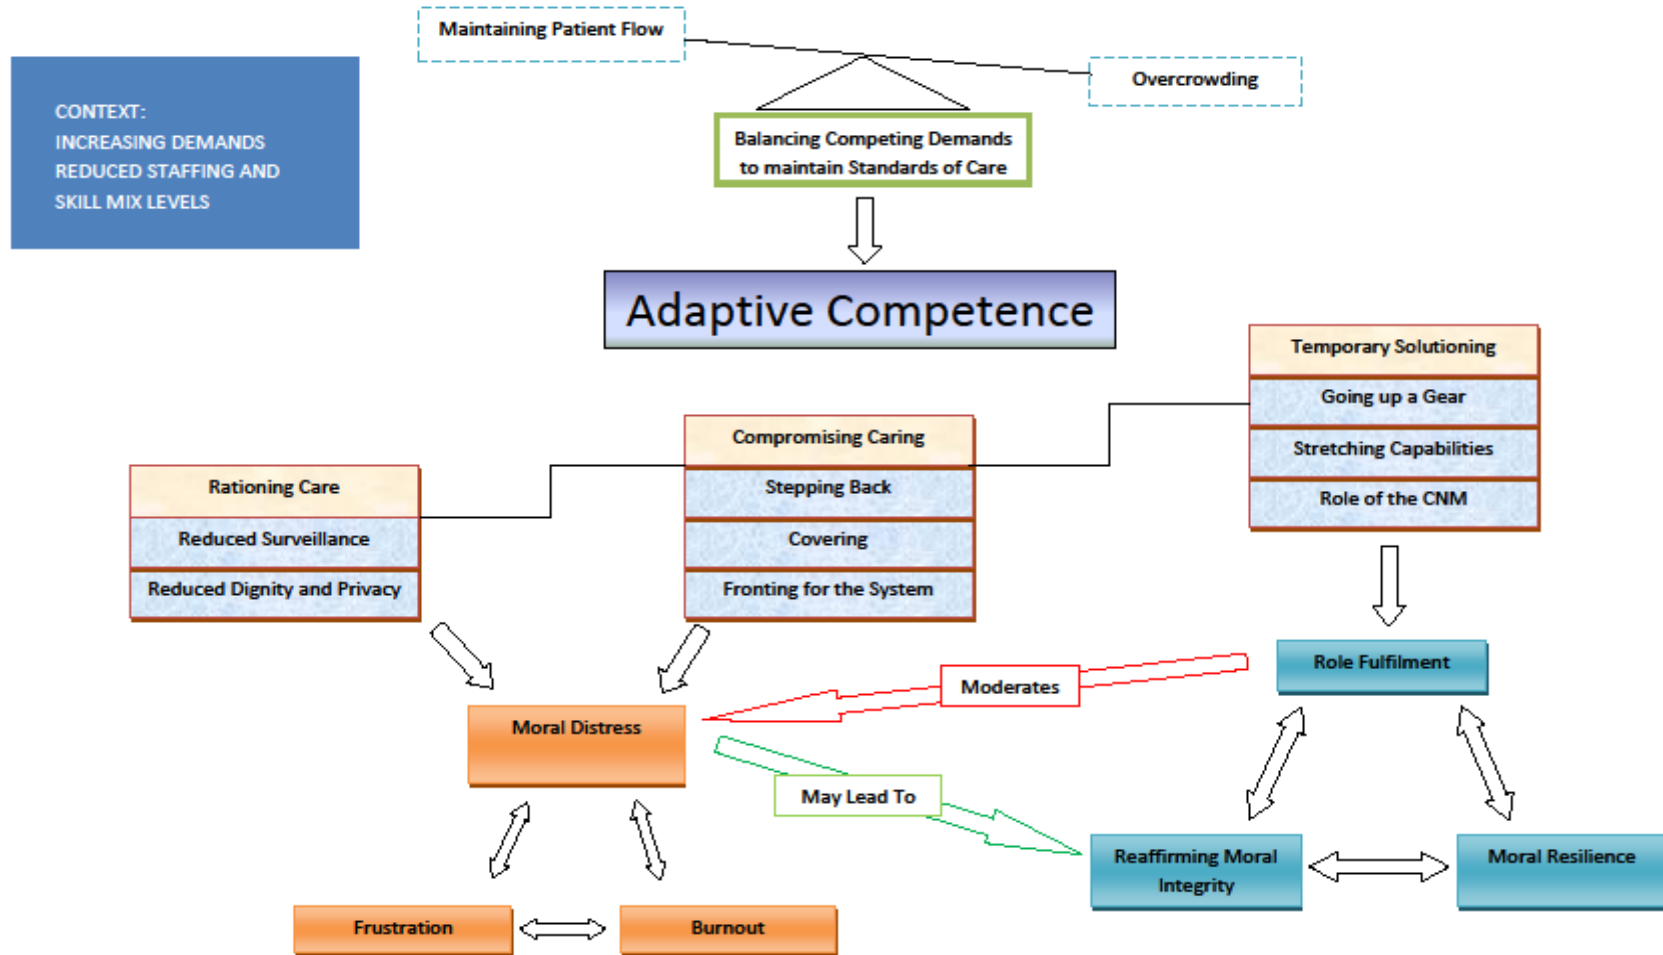 Maintaining Patient Flow
Overcrowding
CONTEXT:
INCREASING DEMANDS
REDUCED STAFFING AND
SKILL MIX LEVELS
Balancing Competing Demands
to maintain Standards of Care
Adaptive Competence
Temporary Solutioning
Going up a Gear
Stretching Capabilities
Role of the CNM
Compromising Caring
Stepping Back
Covering
Fronting for the System
Rationing Care
Reduced Surveillance
Reduced Dignity and Privacy
Role Fulfilment
Moderates
Moral Distress
May Lead To
Reaffirming Moral
Integrity
Moral Resilience
Frustration
Burnout